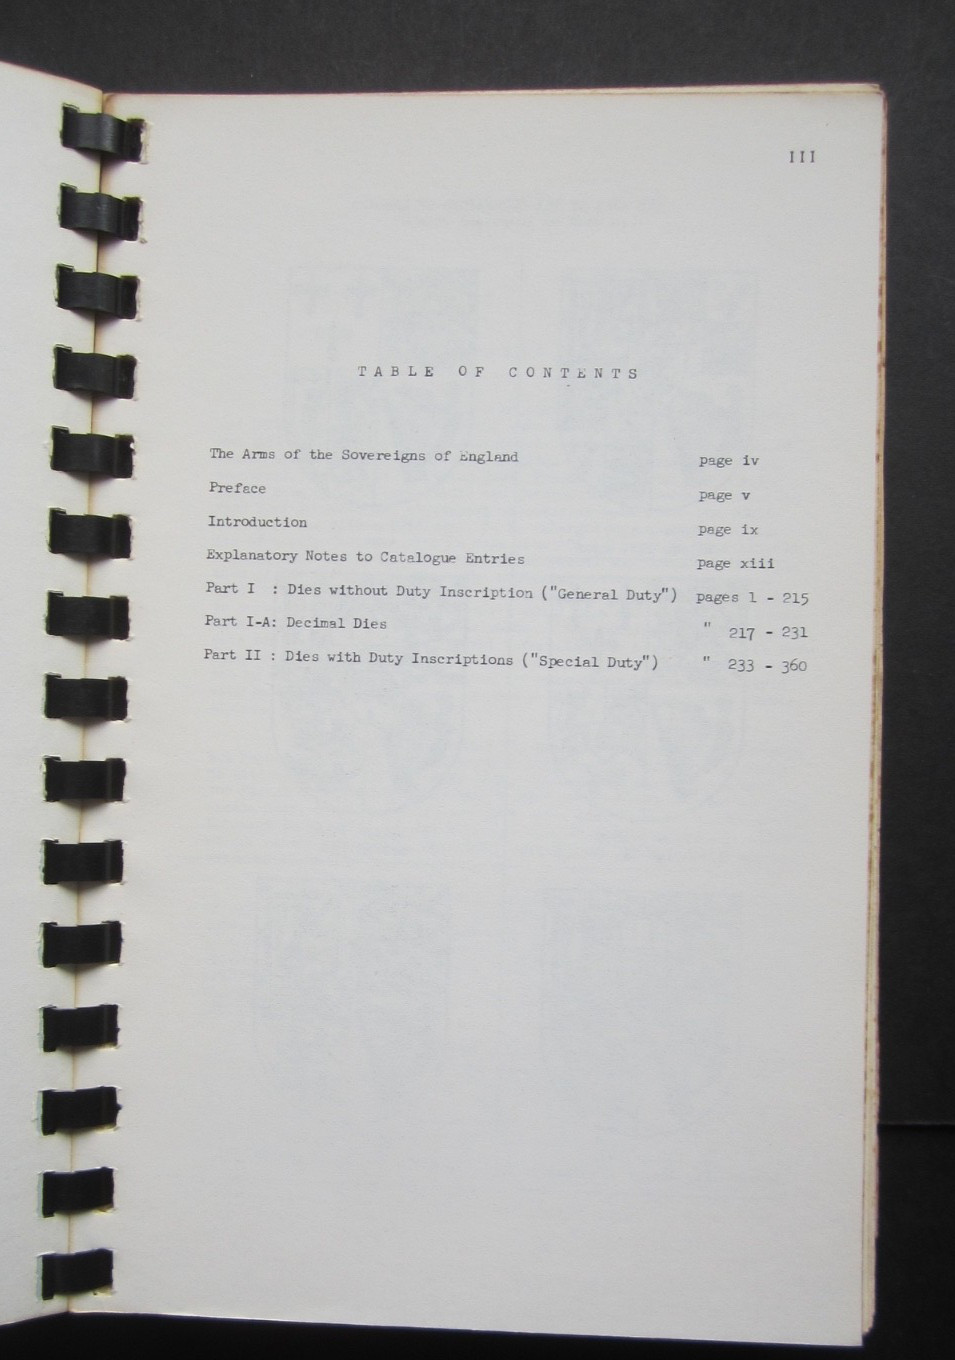 III
TABLE OF CONTENTS
The Arms of the Sovereigns of England page iv
Preface page v
Introduction page ix
Explanatory Notes to Catalogue Entries page xiii
Part I : Dies without Duty Inscription ("General Duty") pages 1 - 215
Part I-A: Decimal Dies " 217 - 231
Part II : Dies with Duty Inscriptions ("Special Duty") " 233 - 360